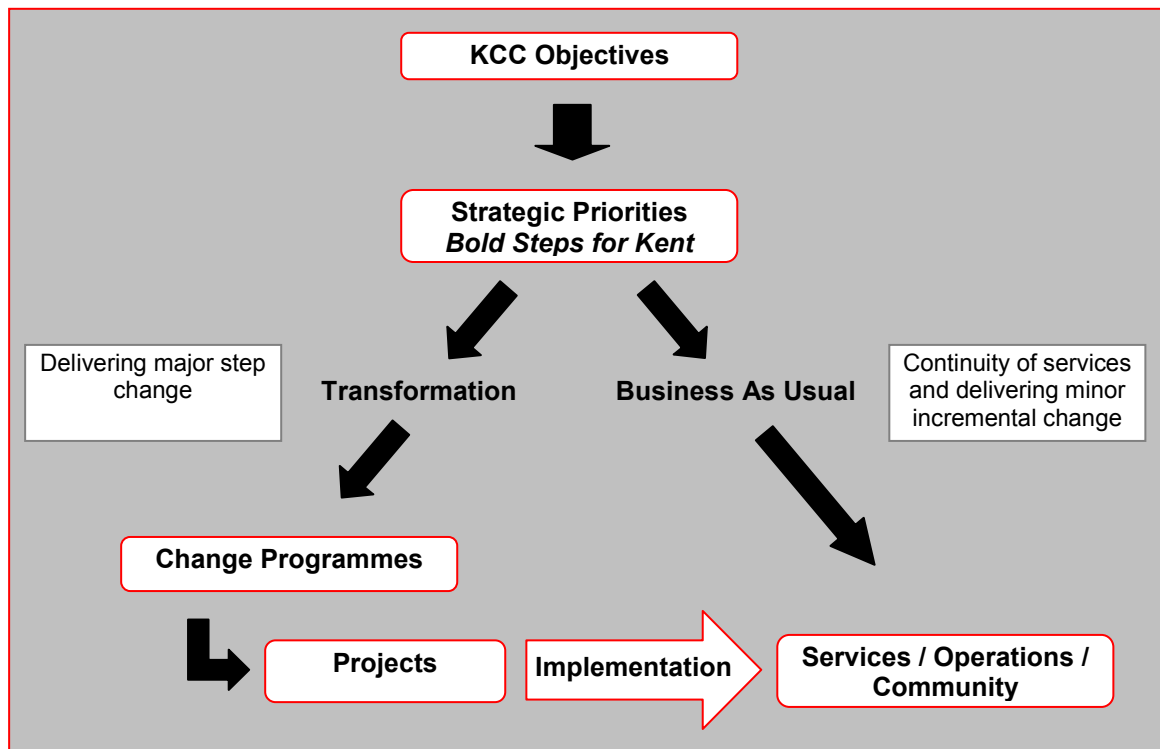 KCC Objectives
Strategic Priorities
Bold Steps for Kent
Delivering major step
change
Transformation
Business As Usual
Continuity of services
and delivering minor
incremental change
Change Programmes
Projects
Implementation
Services / Operations /
Community